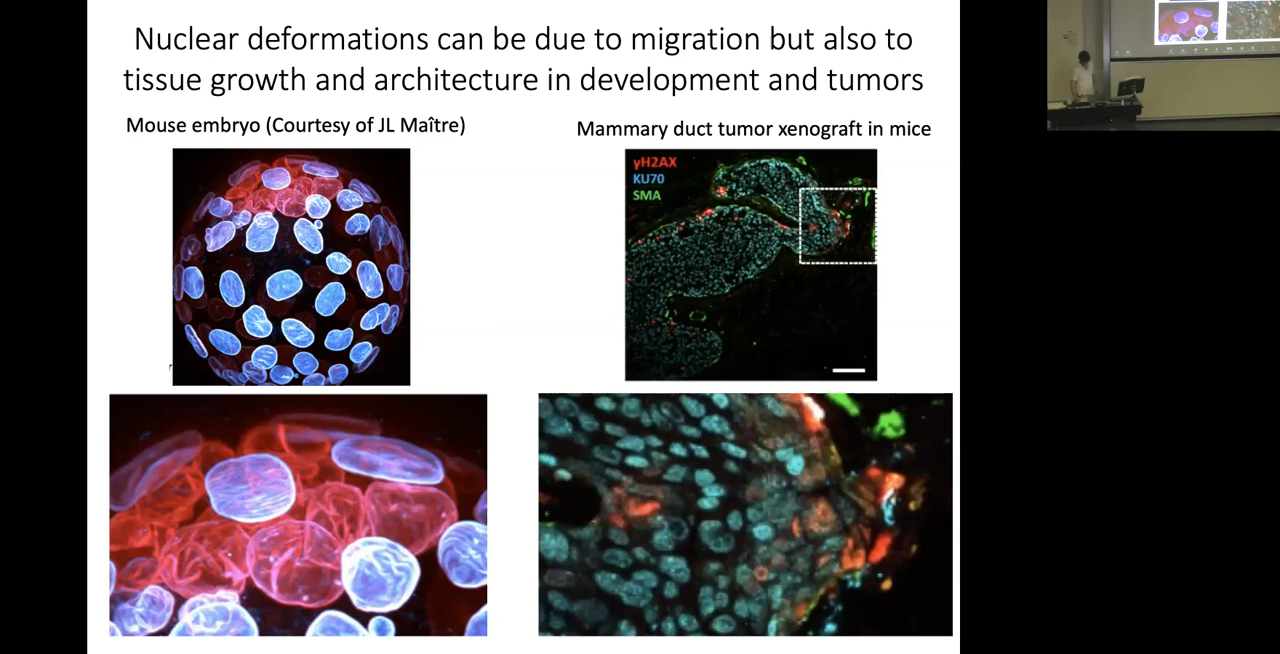 Nuclear deformations can be due to migration but also to
tissue growth and architecture in development and tumors
Mouse embryo (Courtesy of JL Maître)
Mammary duct tumor xenograft in mice
γH2AX
KU70
SMA